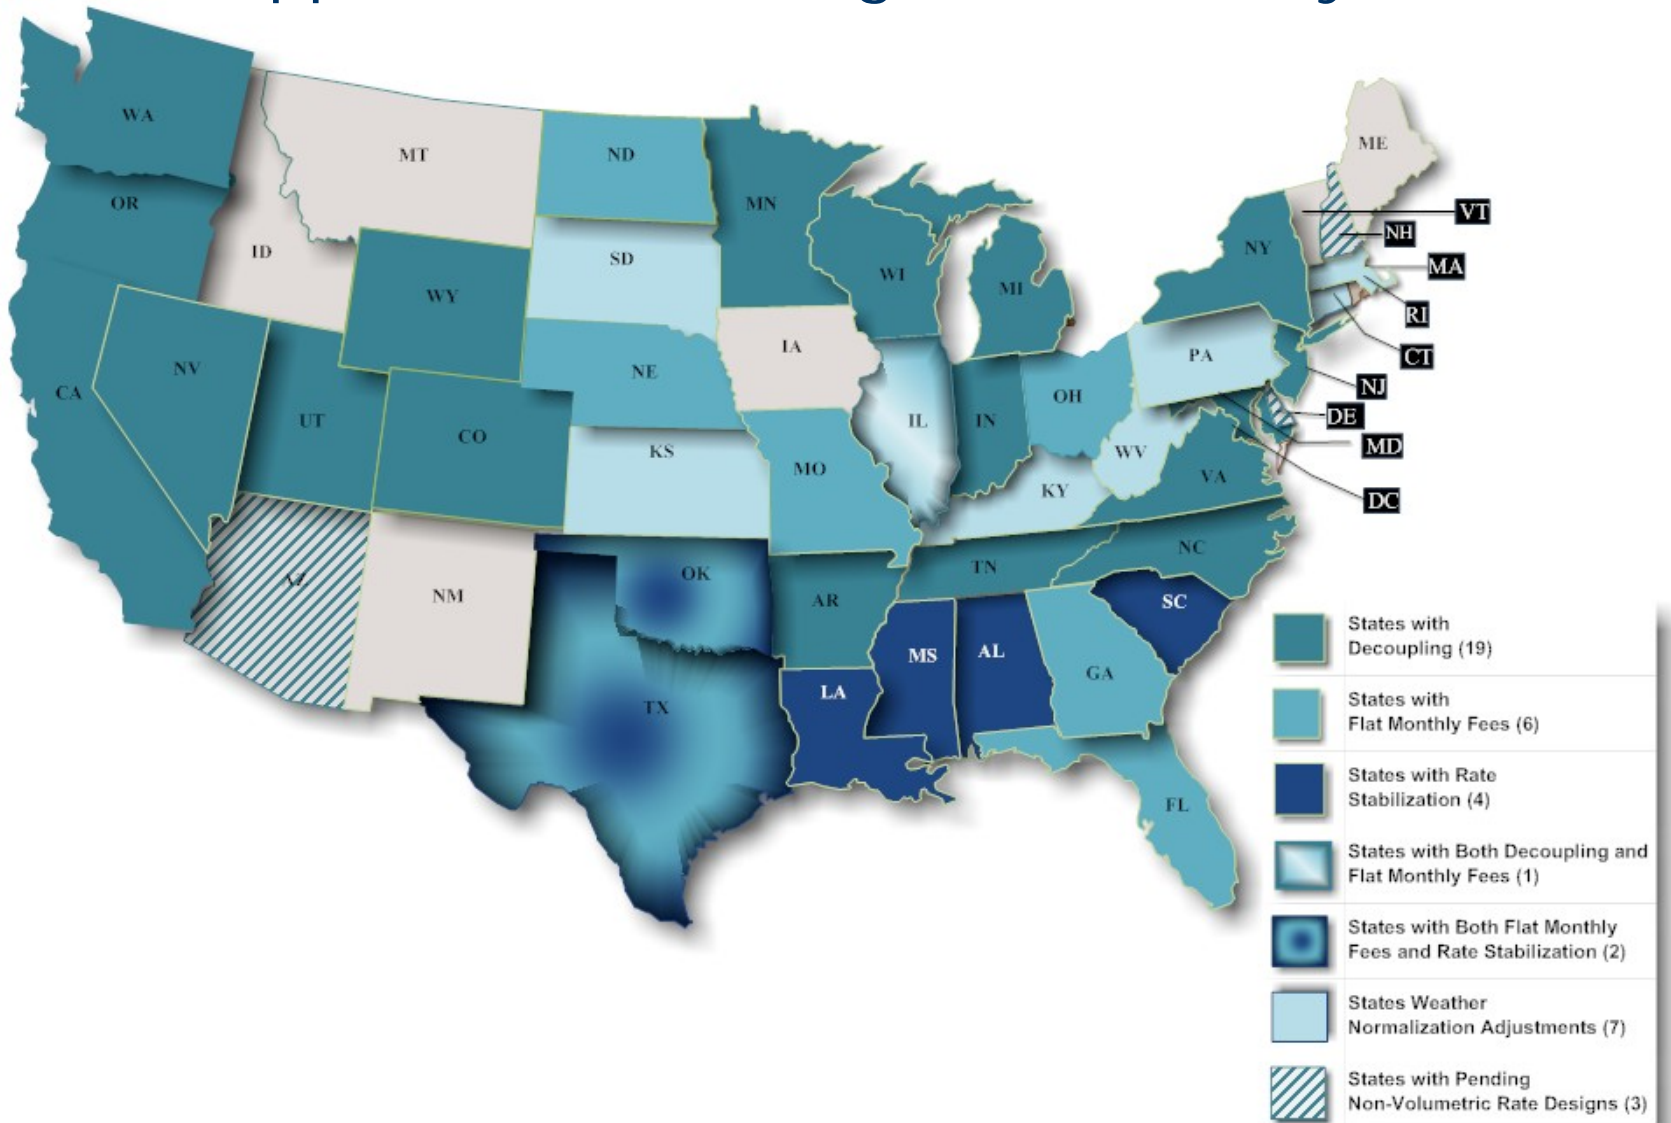 WA
MT
ND
MN
ME
OR
ID
SD
WI
MI
NY
VT
NH
MA
RI
CT
NJ
DE
MD
DC
WY
IA
NE
PA
NV
CA
UT
CO
KS
MO
IL
IN
OH
WV
KY
VA
AZ
NM
OK
AR
TN
NC
TX
LA
MS
AL
SC
GA
FL
States with
Decoupling (19)
States with
Flat Monthly Fees (6)
States with Rate
Stabilization (4)
States with Both Decoupling and
Flat Monthly Fees (1)
States with Both Flat Monthly
Fees and Rate Stabilization (2)
States Weather
Normalization Adjustments (7)
States with Pending
Non-Volumetric Rate Designs (3)